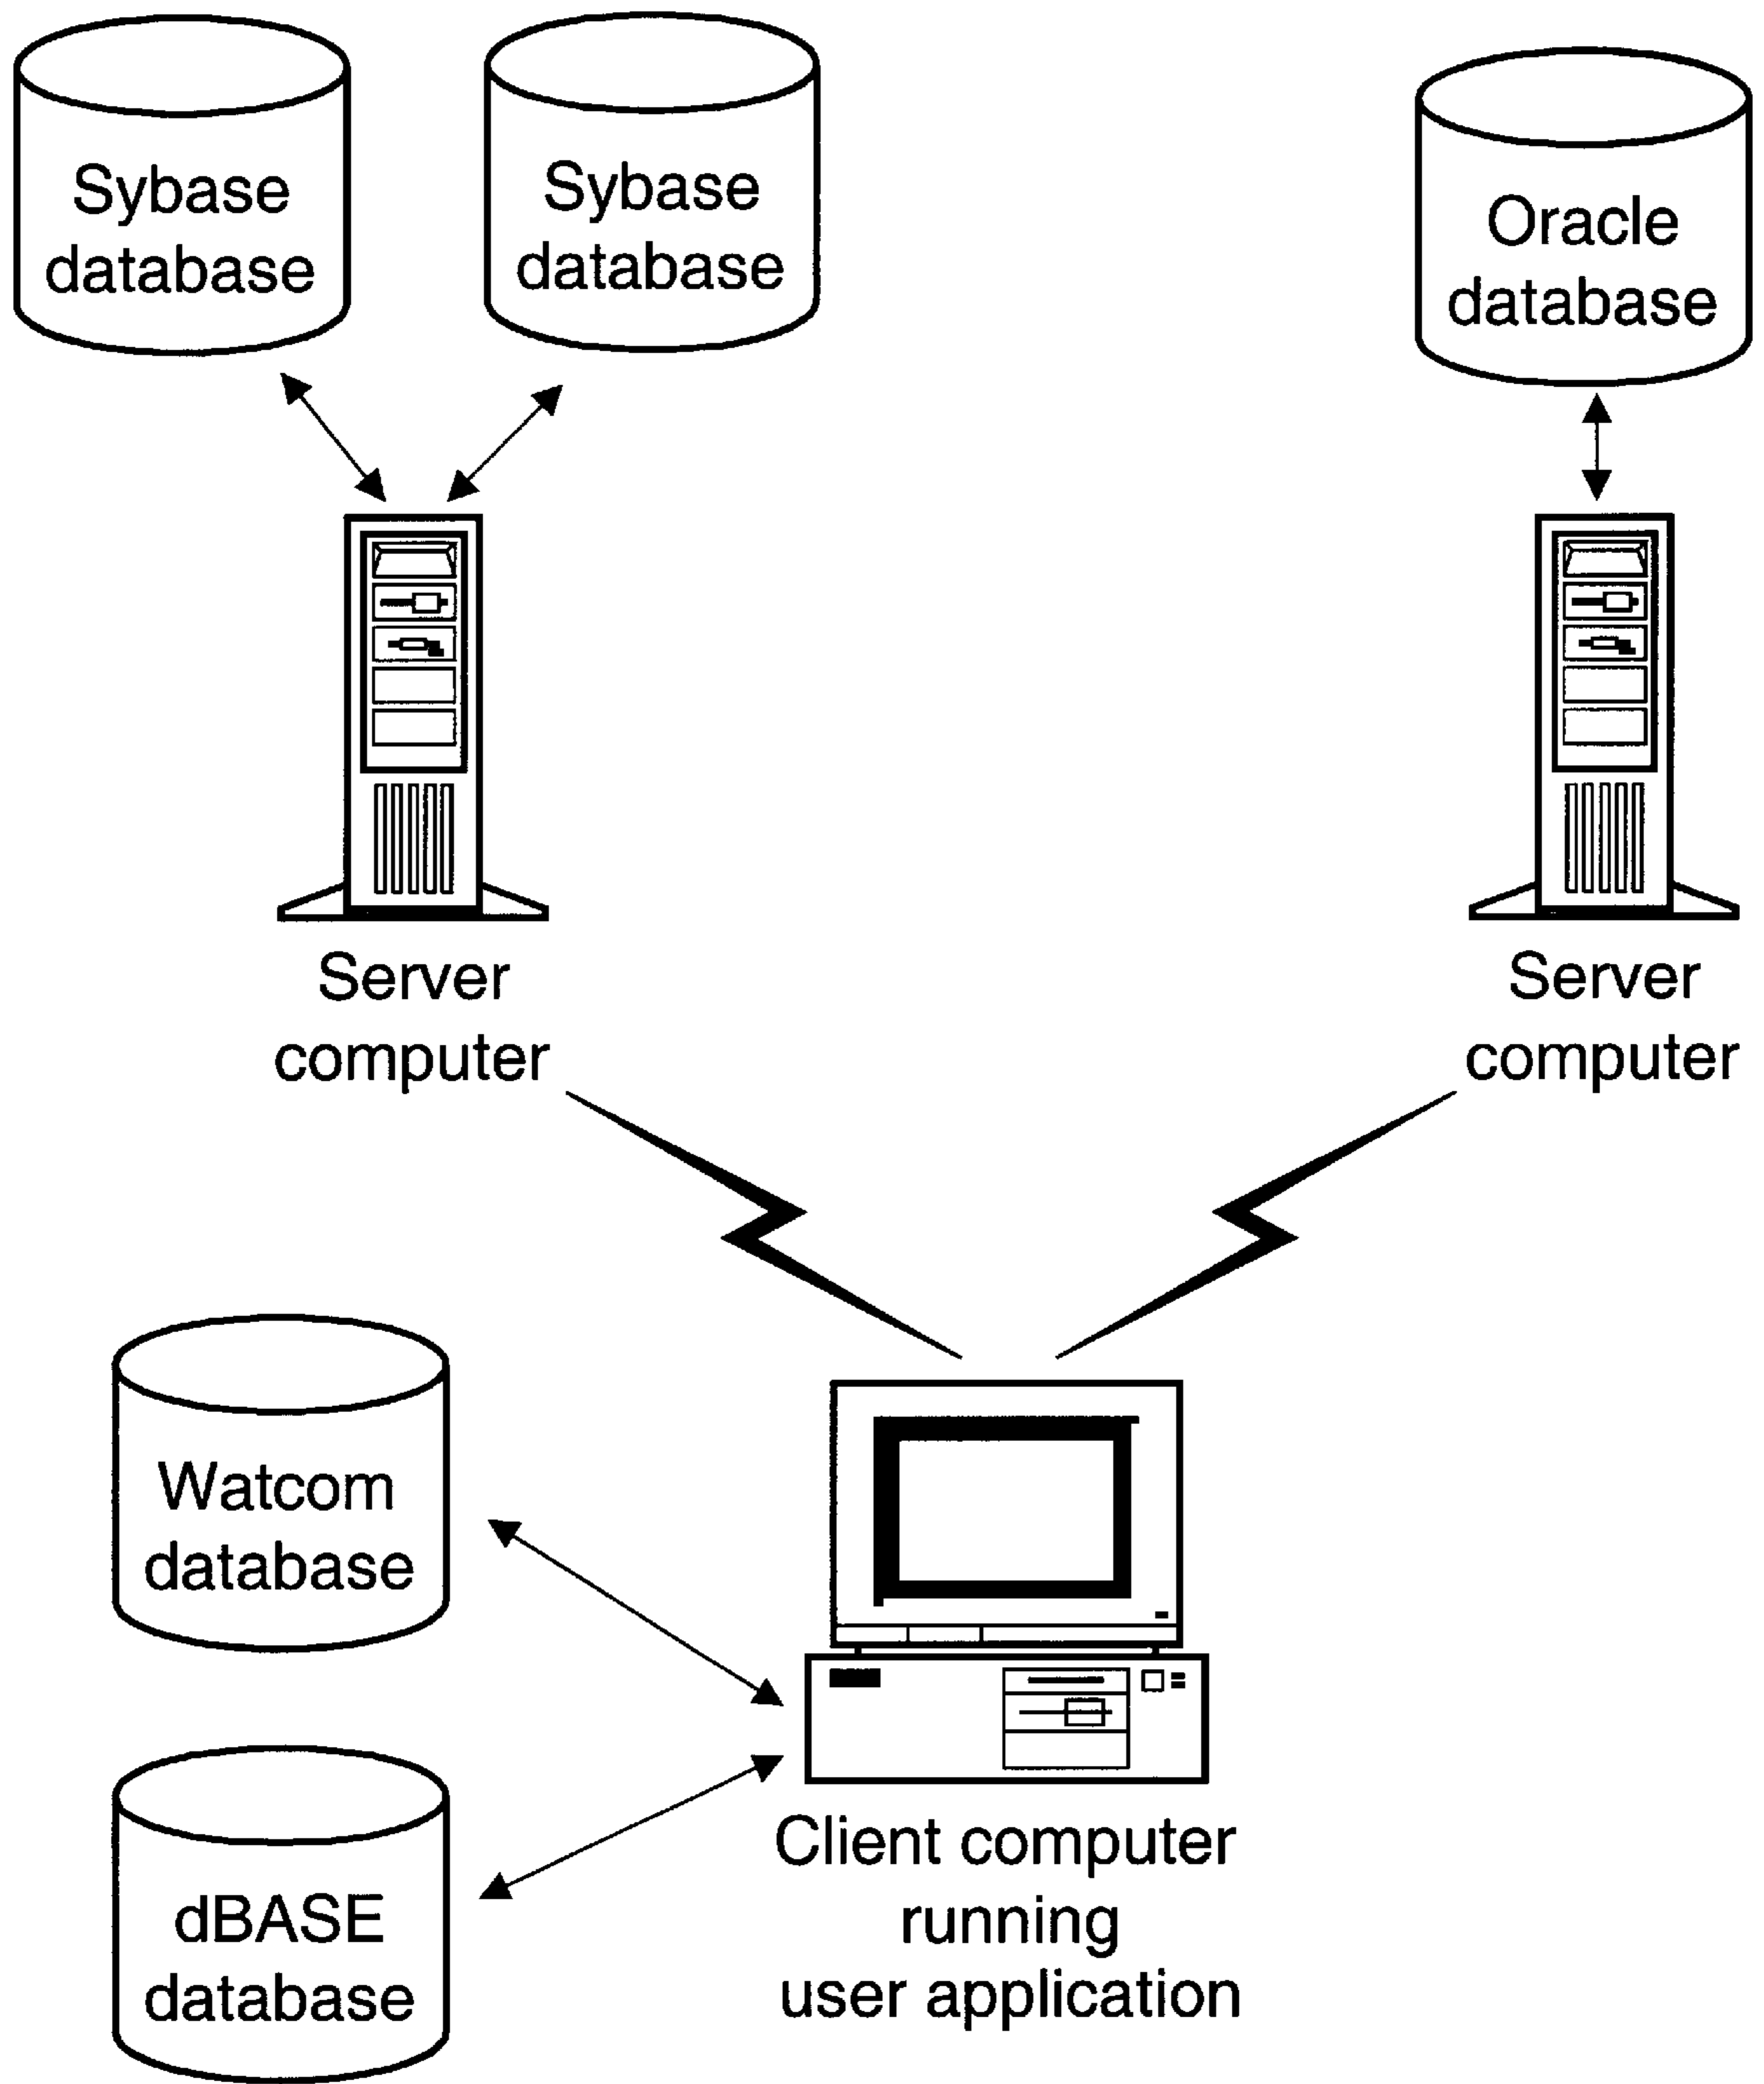 Sybase
database
Sybase
database
Oracle
database
Server
computer
Server
computer
Watcom
database
dBASE
database
Client computer
running
user application